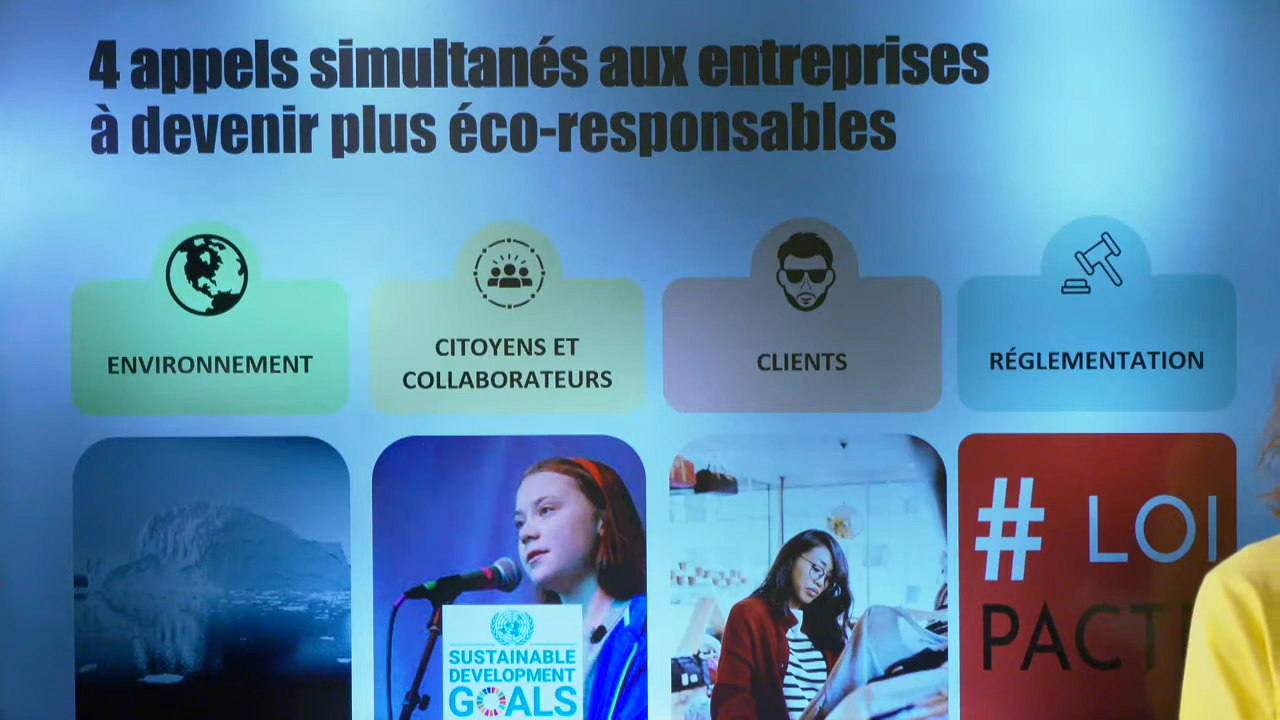 4 appels simultanés aux entreprises
à devenir plus éco-responsables
ENVIRONNEMENT
CITOYENS ET
COLLABORATEURS
CLIENTS
RÉGLEMENTATION
# LOI
PACTE
SUSTAINABLE
DEVELOPMENT
GOALS